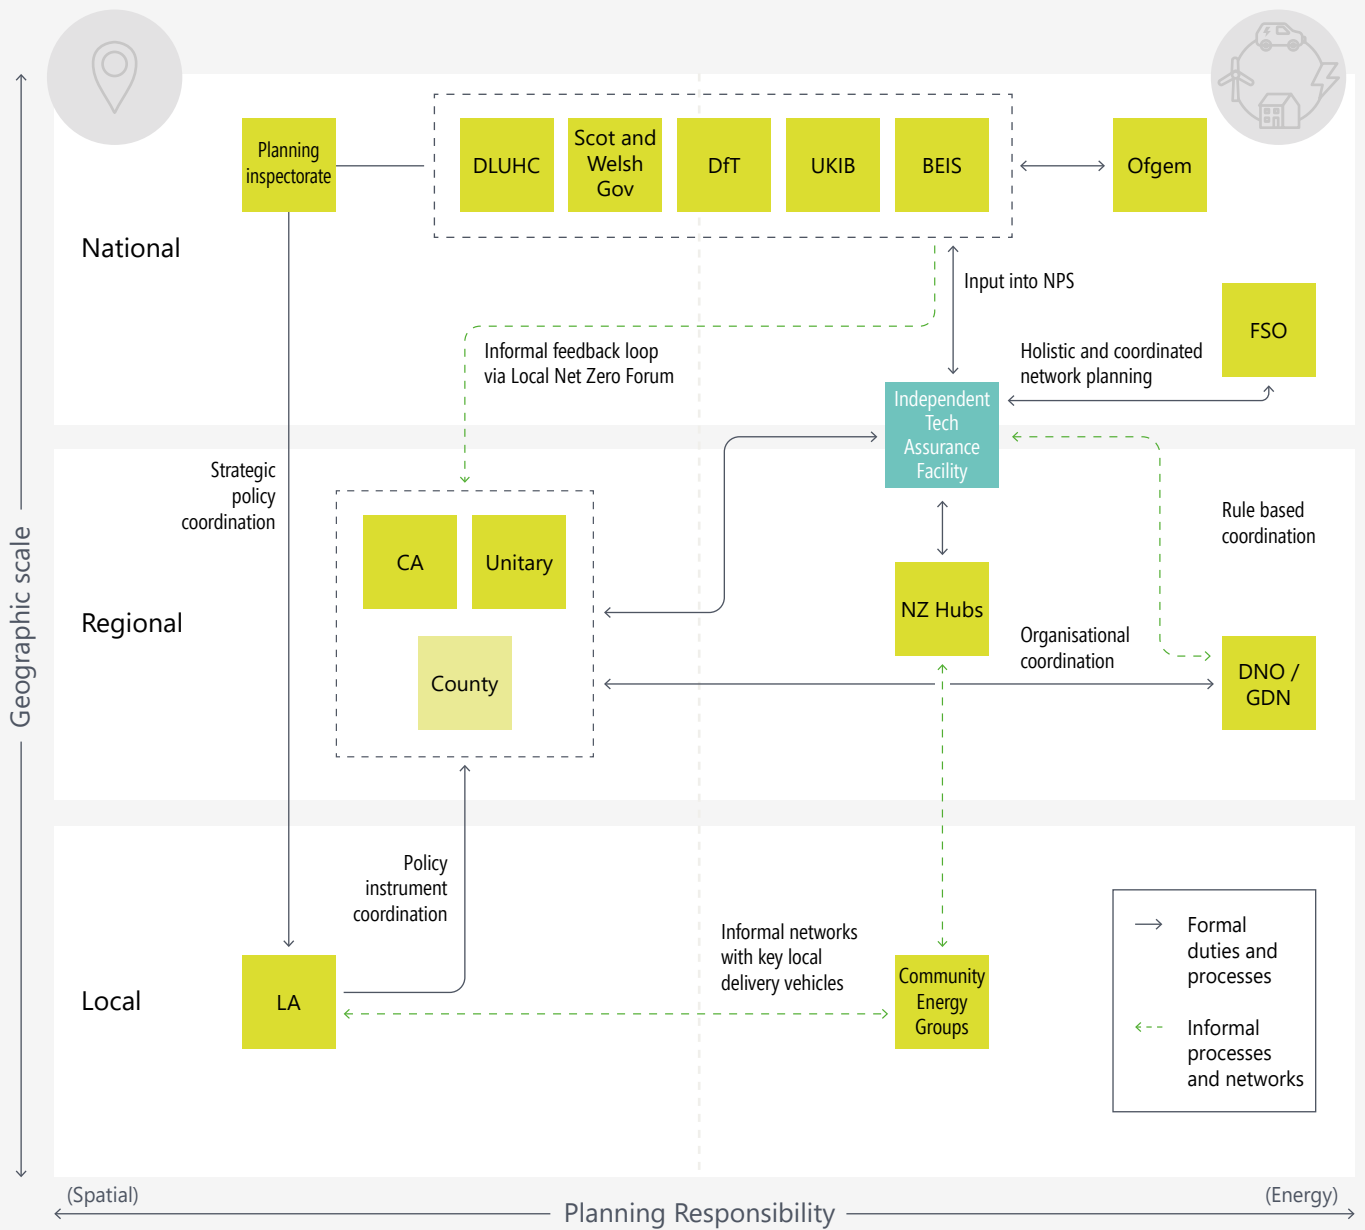 Planning
inspectorate
DLUHC
Scot and
Welsh
Gov
DfT
UKIB
BEIS
Ofgem
National
Input into NPS
FSO
Informal feedback loop
via Local Net Zero Forum
Holistic and coordinated
network planning
Independent
Tech
Assurance
Facility
Strategic
policy
coordination
Rule based
coordination
Geographic scale
Regional
CA
Unitary
County
NZ Hubs
Organisational
coordination
DNO /
GDN
Policy
instrument
coordination
Informal networks
with key local
delivery vehicles
Local
LA
Community
Energy
Groups
Formal
duties and
processes
Informal
processes
and networks
(Spatial)
Planning Responsibility
(Energy)